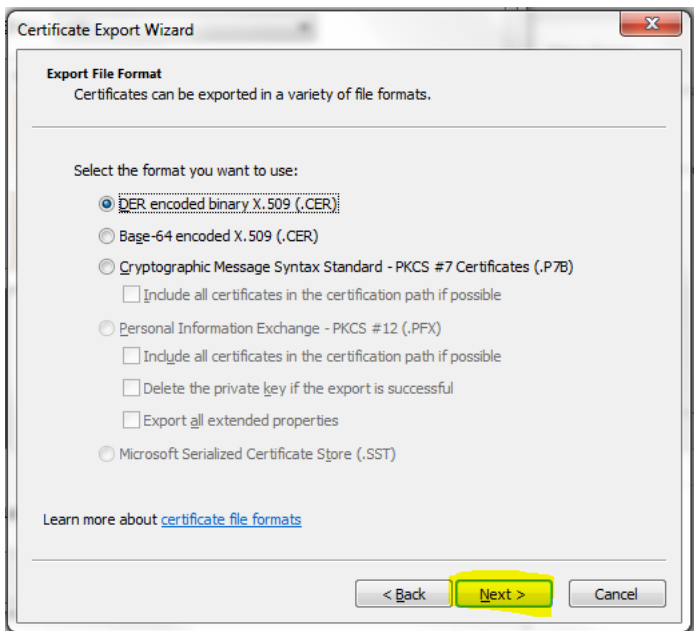 Certificate Export Wizard
Export File Format
Certificates can be exported in a variety of file formats.
Select the format you want to use:
DER encoded binary X.509 (.CER)
Base-64 encoded X.509 (.CER)
Cryptographic Message Syntax Standard - PKCS #7 Certificates (.P7B)
Include all certificates in the certification path if possible
Personal Information Exchange - PKCS #12 (.PFX)
Include all certificates in the certification path if possible
Delete the private key if the export is successful
Export all extended properties
Microsoft Serialized Certificate Store (.SST)
Learn more about certificate file formats
< Back Next > Cancel